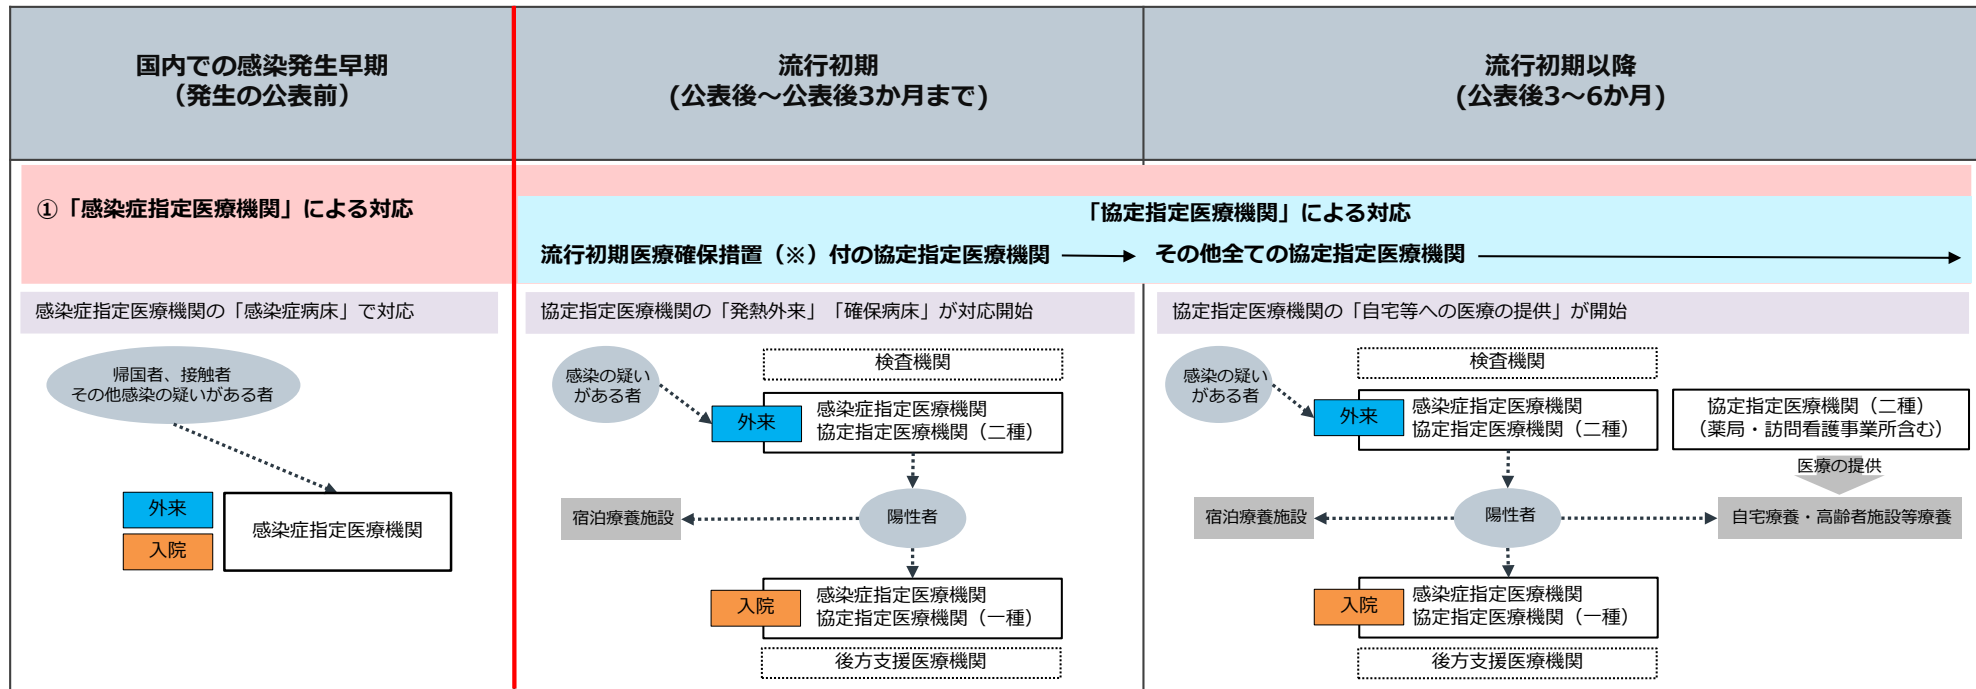 国内での感染発生早期
（発生の公表前）
流行初期
(公表後～公表後3か月まで)
流行初期以降
(公表後3～6か月)
①「感染症指定医療機関」による対応
「協定指定医療機関」による対応
流行初期医療確保措置（※）付の協定指定医療機関
その他全ての協定指定医療機関
感染症指定医療機関の「感染症病床」で対応
協定指定医療機関の「発熱外来」「確保病床」が対応開始
協定指定医療機関の「自宅等への医療の提供」が開始
帰国者、接触者
その他感染の疑いがある者
外来
入院
感染症指定医療機関
感染の疑い
がある者
検査機関
外来
感染症指定医療機関
協定指定医療機関（二種）
宿泊療養施設
陽性者
入院
感染症指定医療機関
協定指定医療機関（一種）
後方支援医療機関
感染の疑い
がある者
検査機関
外来
感染症指定医療機関
協定指定医療機関（二種）
協定指定医療機関（二種）
（薬局・訪問看護事業所含む）
医療の提供
宿泊療養施設
陽性者
自宅療養・高齢者施設等療養
入院
感染症指定医療機関
協定指定医療機関（一種）
後方支援医療機関